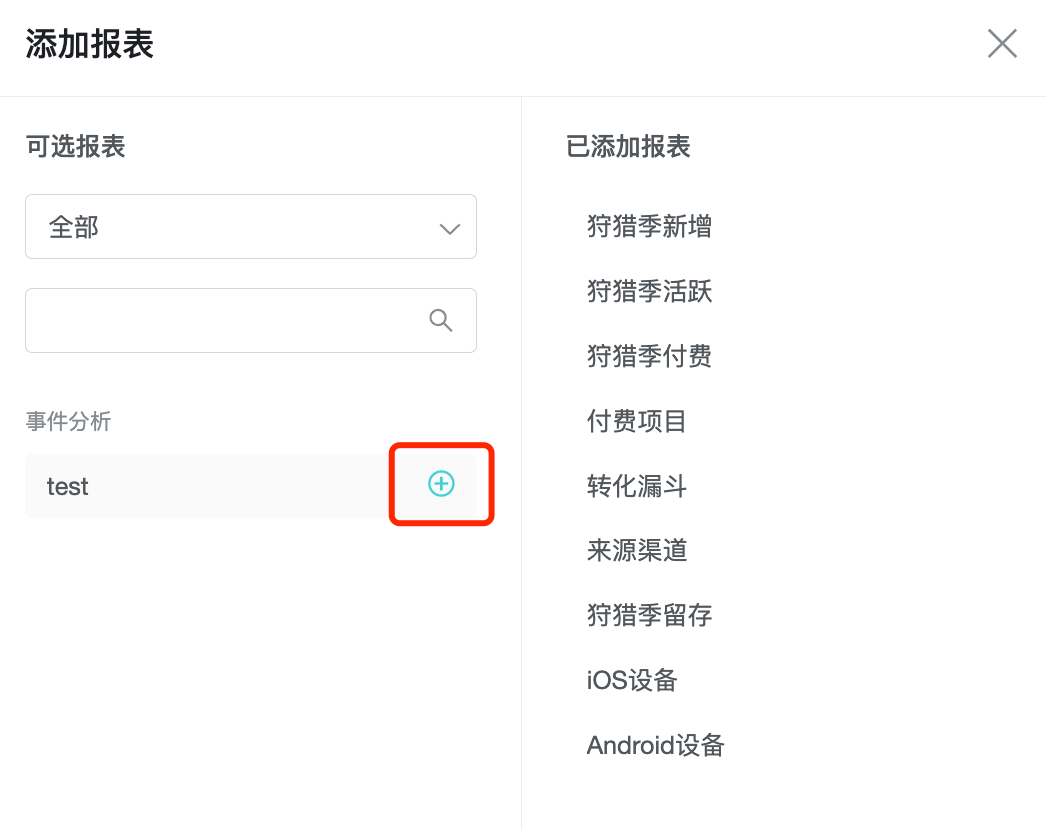 添加报表
可选报表
全部
事件分析
test
已添加报表
狩猎季新增
狩猎季活跃
狩猎季付费
付费项目
转化漏斗
来源渠道
狩猎季留存
iOS设备
Android设备